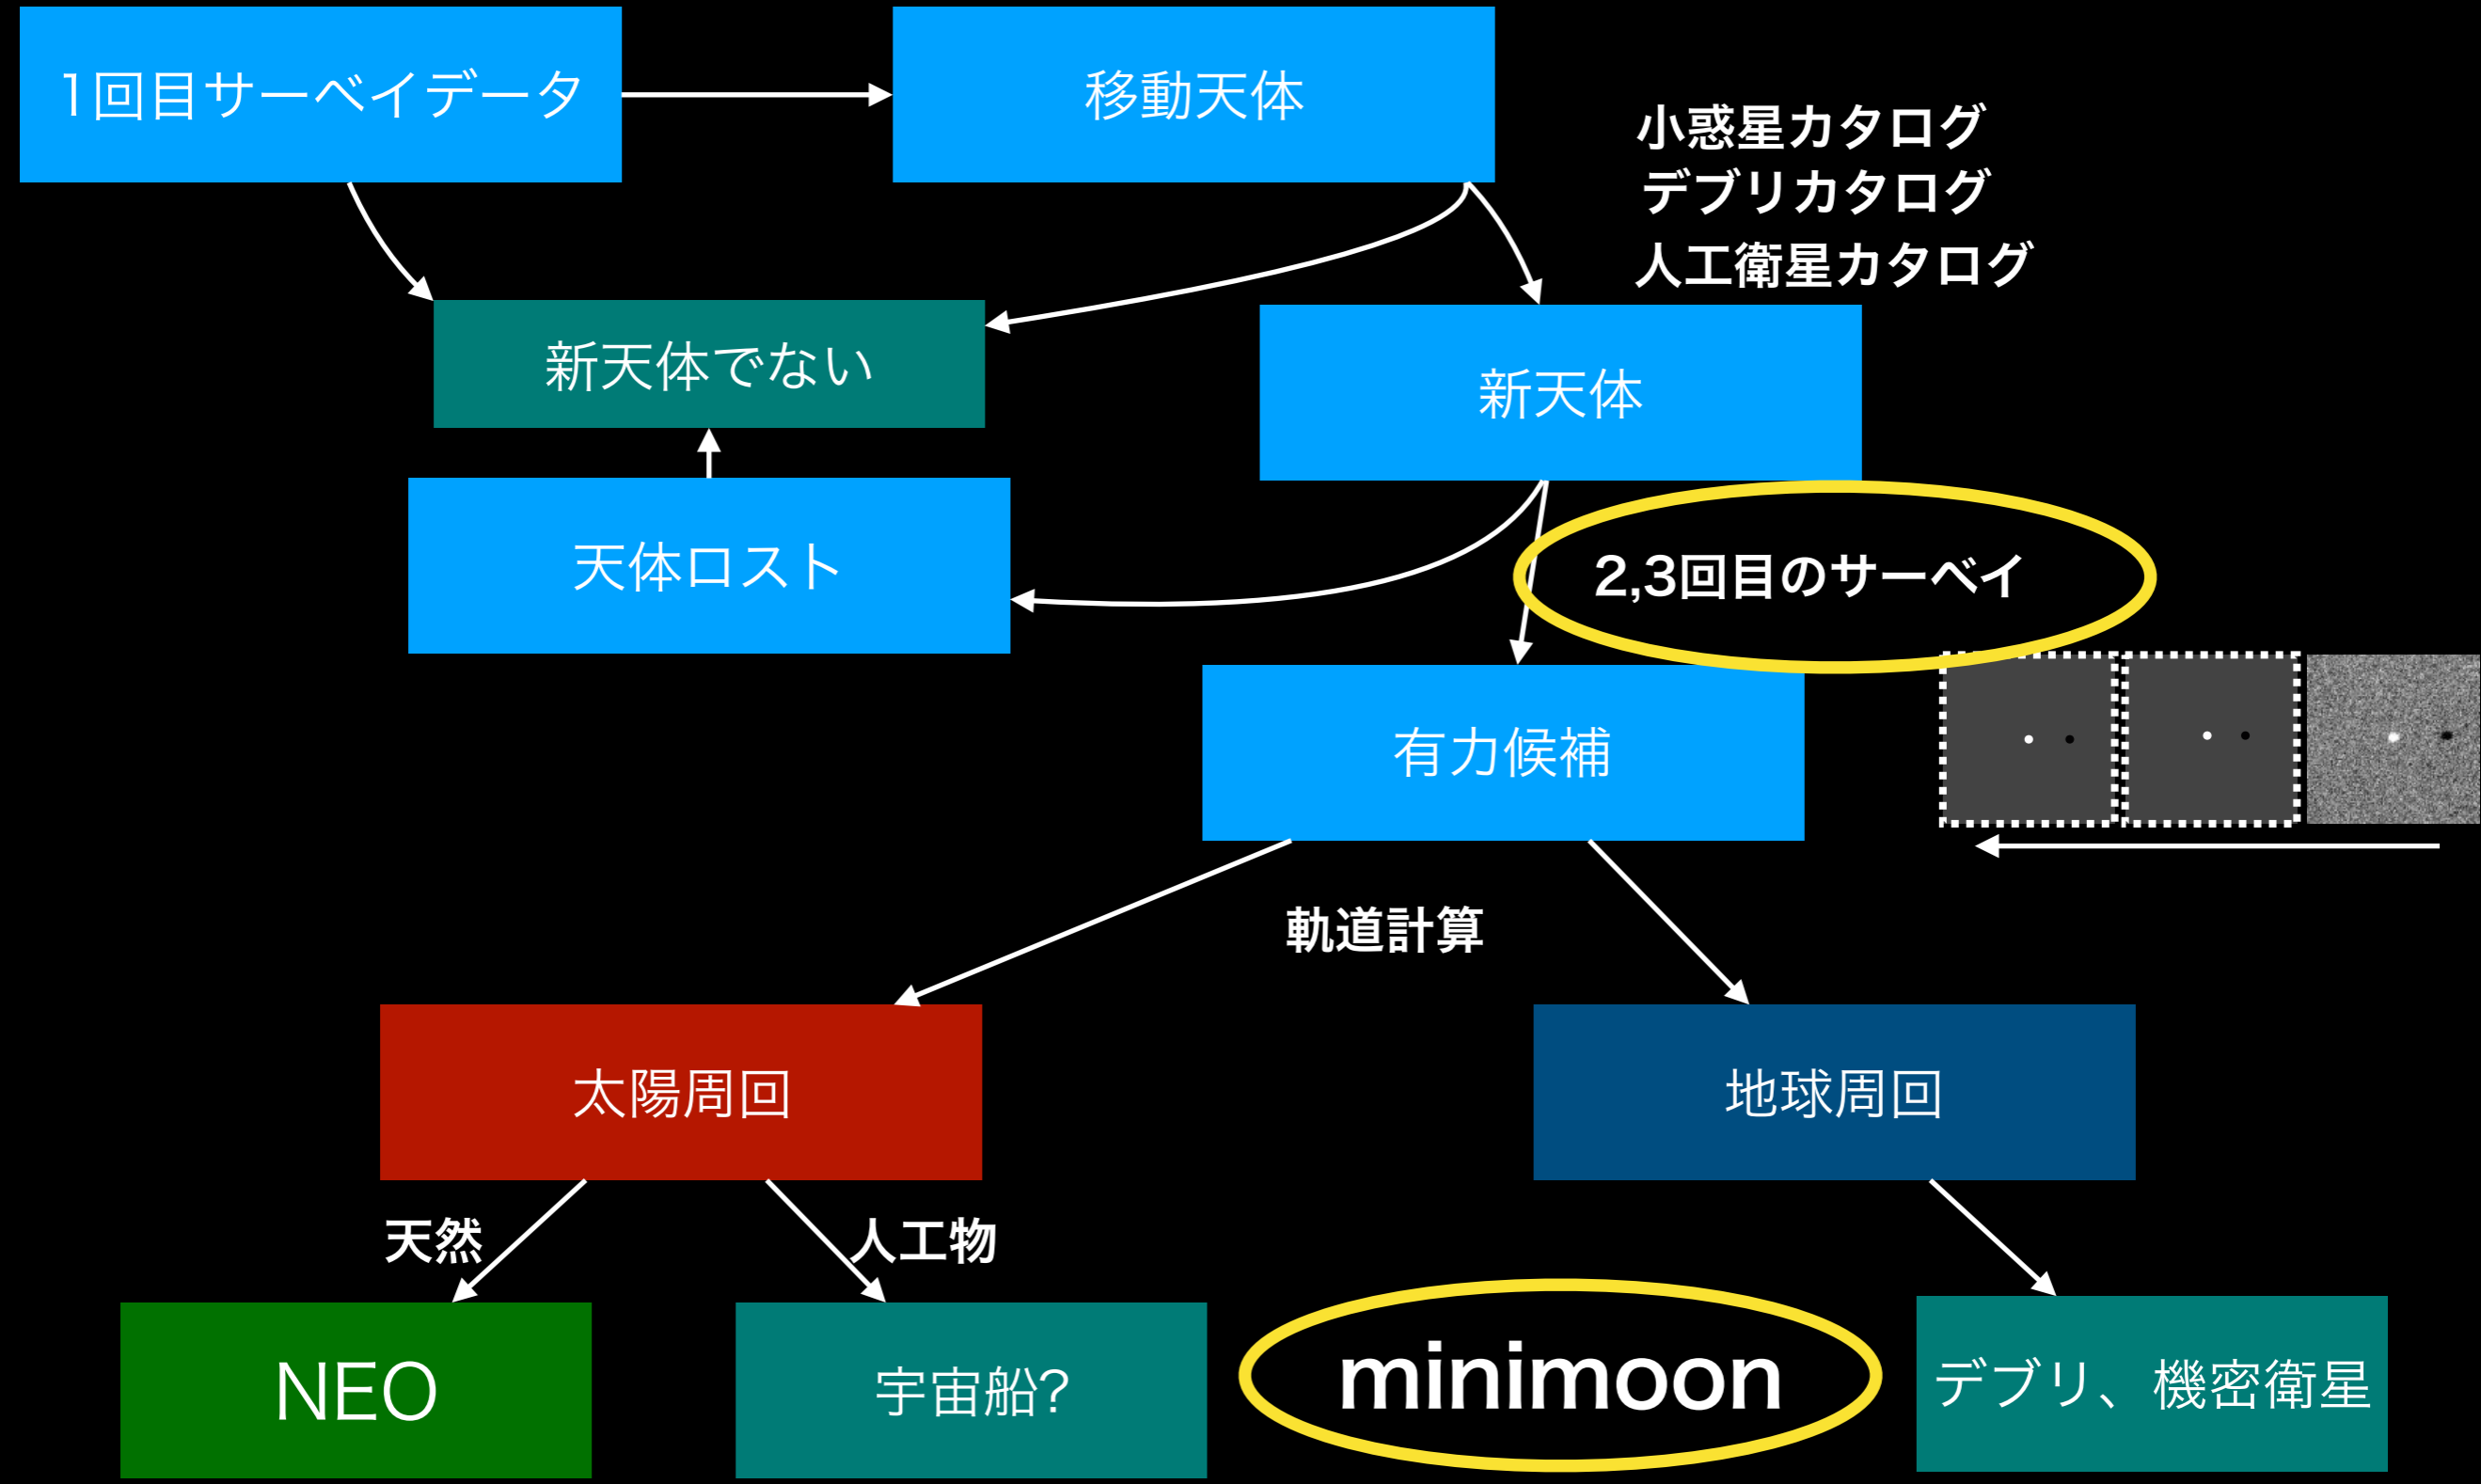 1回目サーベイデータ
移動天体
小惑星カタログ
デブリカタログ
人工衛星カタログ
新天体でない
新天体
天体ロスト
2,3回目のサーベイ
有力候補
軌道計算
太陽周回
地球周回
天然
人工物
NEO
宇宙船?
minimoon
デブリ、機密衛星